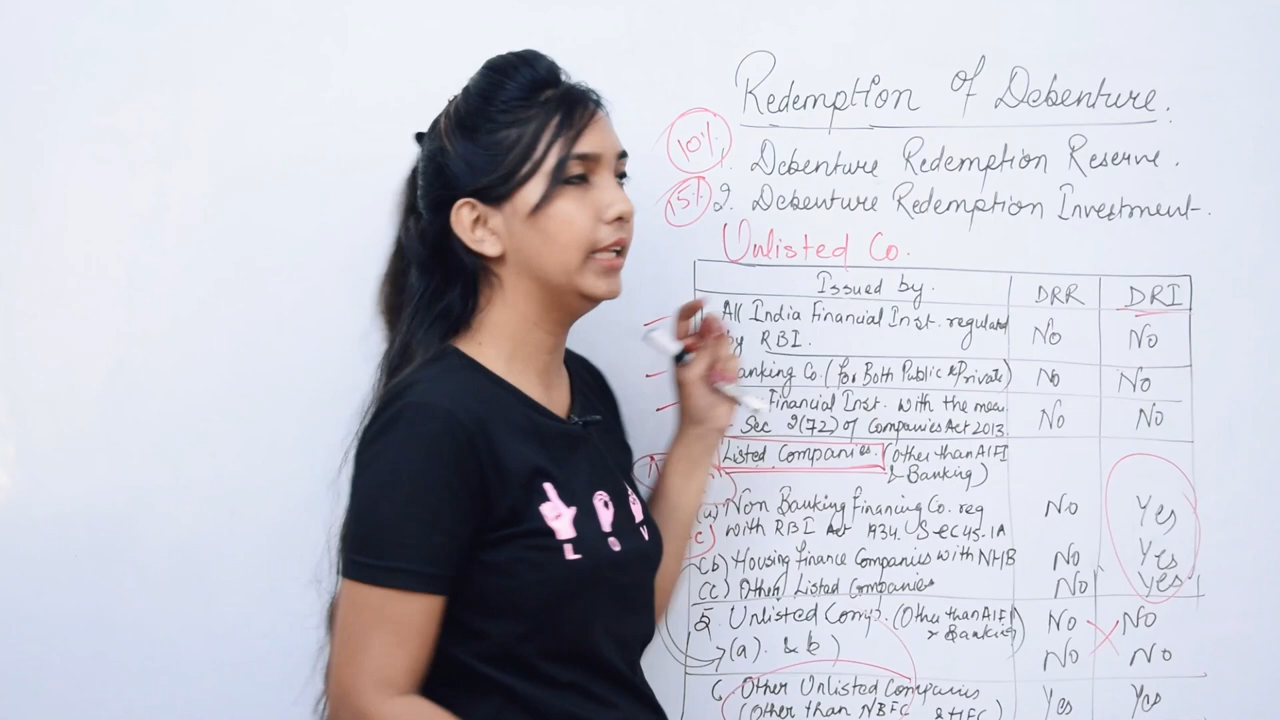 Redemption of Debenture.
10% 1. Debenture Redemption Reserve.
15% 2. Debenture Redemption Investment.
Unlisted Co.
Issued by. DRR DRI
All India Financial Inst. regulated
by RBI. No No
Banking Co. (for Both Public & Private) No No
Financial Inst. with the mean.
Sec 2(72) of Companies Act 2013. No No
Listed Companies. (other than AIFI
& Banking)
(a) Non Banking Financing Co. reg No Yes
with RBI Act 1934. U Sec 45-1A
(b) Housing finance Companies with NHB No Yes
(c) Other Listed Companies No Yes
5. Unlisted Comp. (Other than AIFI No No
& Banking)
(a). & b) No No
6 Other Unlisted Companies Yes Yes
(Other than NBFC & HFC)
L O V